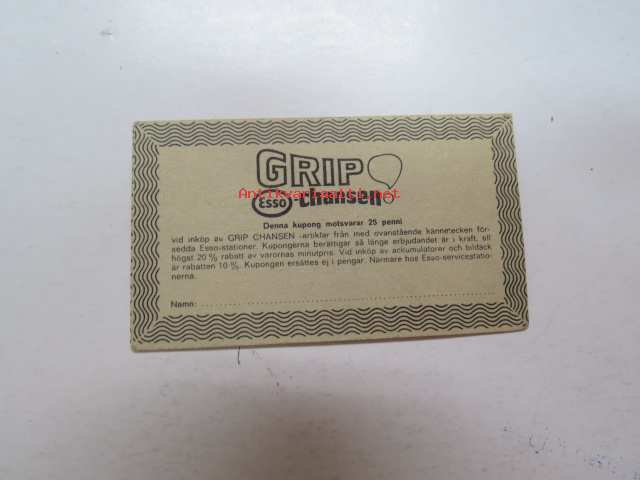 GRIP
Antikvariaatti.net
Esso -chansen
Denna kupong motsvarar 25 penni
vid inköp av GRIP CHANSEN -artiklar från med ovanstående kännetecken för-
sedda Esso-stationer. Kupongerna berättigar så länge erbjudandet är i kraft, till
högst 20 % rabatt av varornas minutpris. Vid inköp av ackumulatorer och bildäck
är rabatten 10 %. Kupongen ersättes ej i pengar. Närmare hos Esso-servicestatio-
nerna.
Namn: